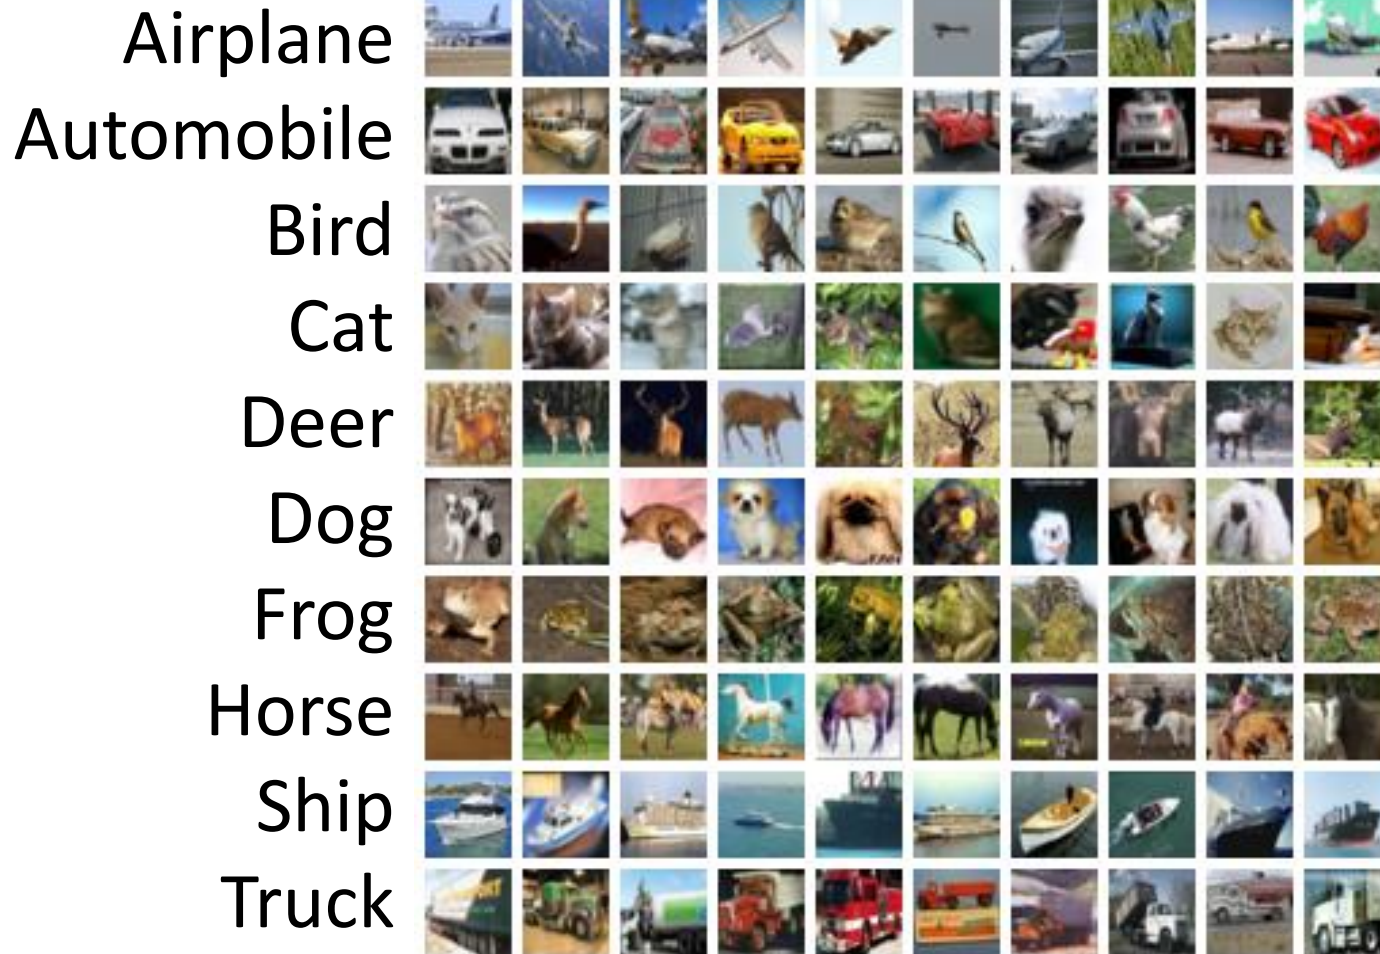 Airplane
Automobile
Bird
Cat
Deer
Dog
Frog
Horse
Ship
Truck